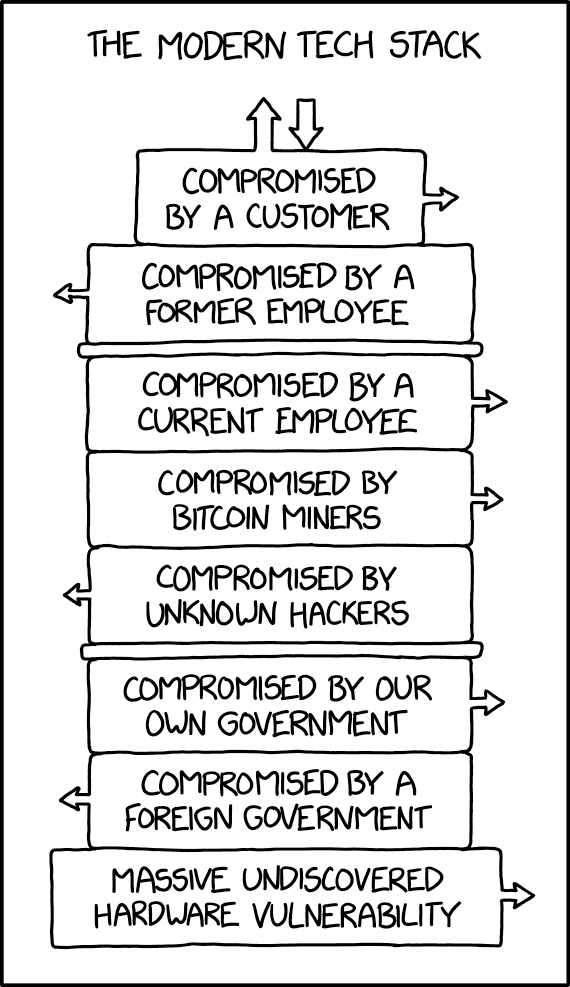 THE MODERN TECH STACK
COMPROMISED
BY A CUSTOMER
COMPROMISED BY A
FORMER EMPLOYEE
COMPROMISED BY A
CURRENT EMPLOYEE
COMPROMISED BY
BITCOIN MINERS
COMPROMISED BY
UNKNOWN HACKERS
COMPROMISED BY OUR
OWN GOVERNMENT
COMPROMISED BY A
FOREIGN GOVERNMENT
MASSIVE UNDISCOVERED
HARDWARE VULNERABILITY